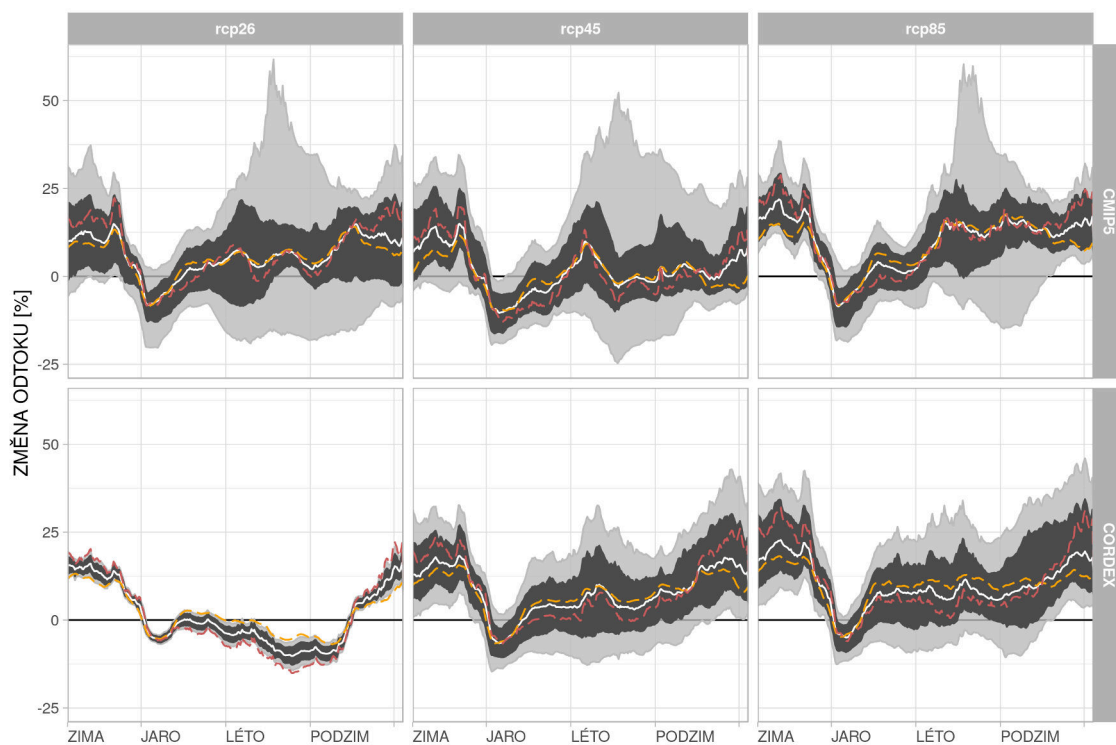 rcp26 rcp45 rcp85
50
25
0
-25
CMIP5
ZMĚNA ODTOKU [%]
50
25
0
-25
CORDEX
ZIMA JARO LÉTO PODZIM ZIMA JARO LÉTO PODZIM ZIMA JARO LÉTO PODZIM